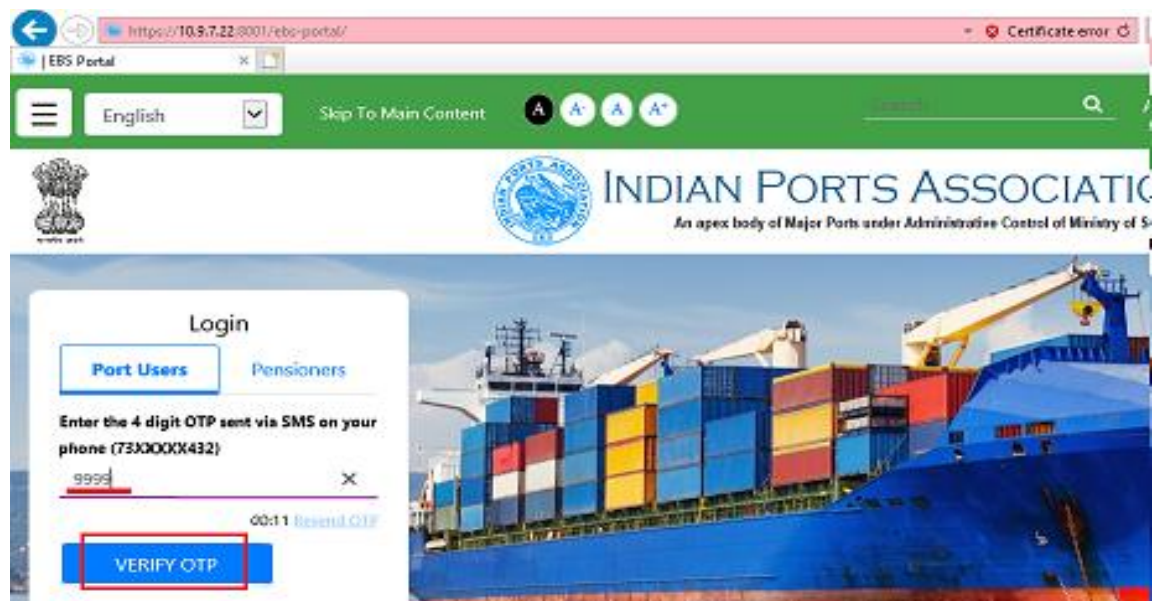 https://10.9.7.22:8001/ebs-portal/
Certificate error
| EBS Portal
English
Skip To Main Content
A A- A A+
Search
INDIAN PORTS ASSOCIATIO
An apex body of Major Ports under Administrative Control of Ministry of S
Login
Port Users Pensioners
Enter the 4 digit OTP sent via SMS on your
phone (73XXXXX432)
9999
00:11 Resend OTP
VERIFY OTP